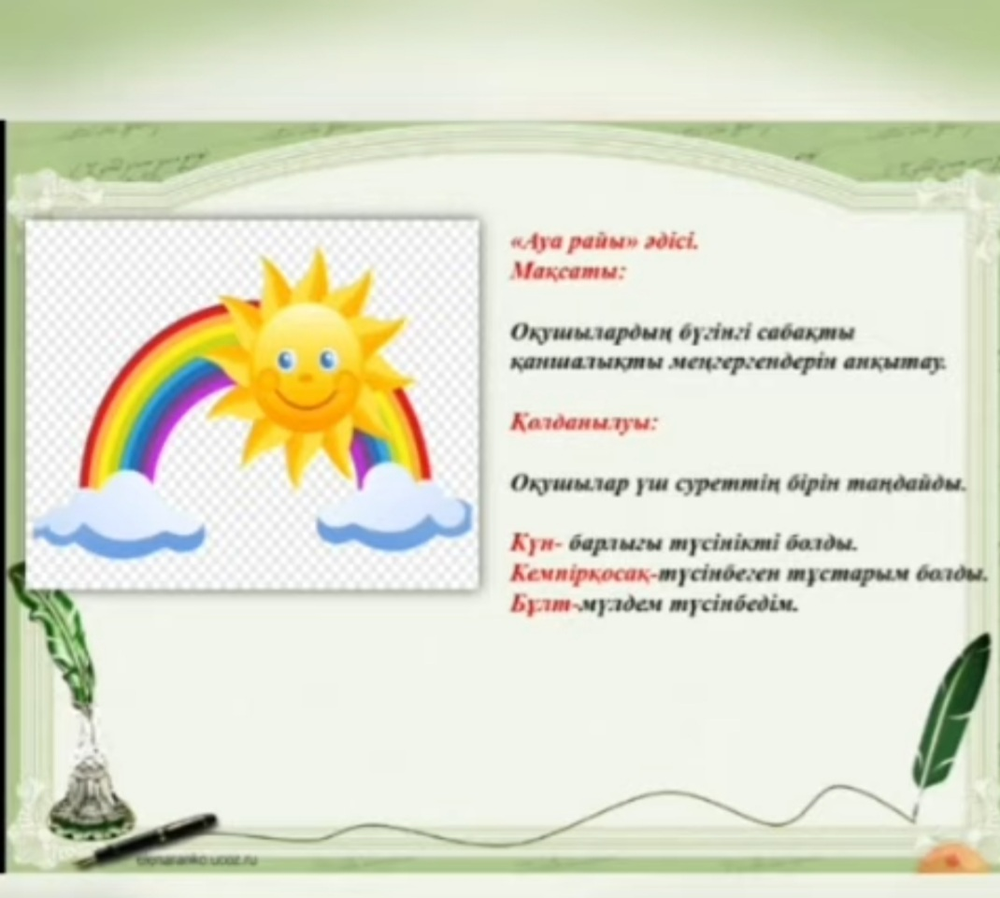 «Ауа райы» әдісі.
Мақсаты:
Оқушылардың бүгінгі сабақты
қаншалықты меңгергендерін анқытау.
Қолданылуы:
Оқушылар үш суреттің бірін таңдайды.
Күн- барлығы түсінікті болды.
Кемпірқосақ-түсінбеген тұстарым болды.
Бұлт-мүлдем түсінбедім.